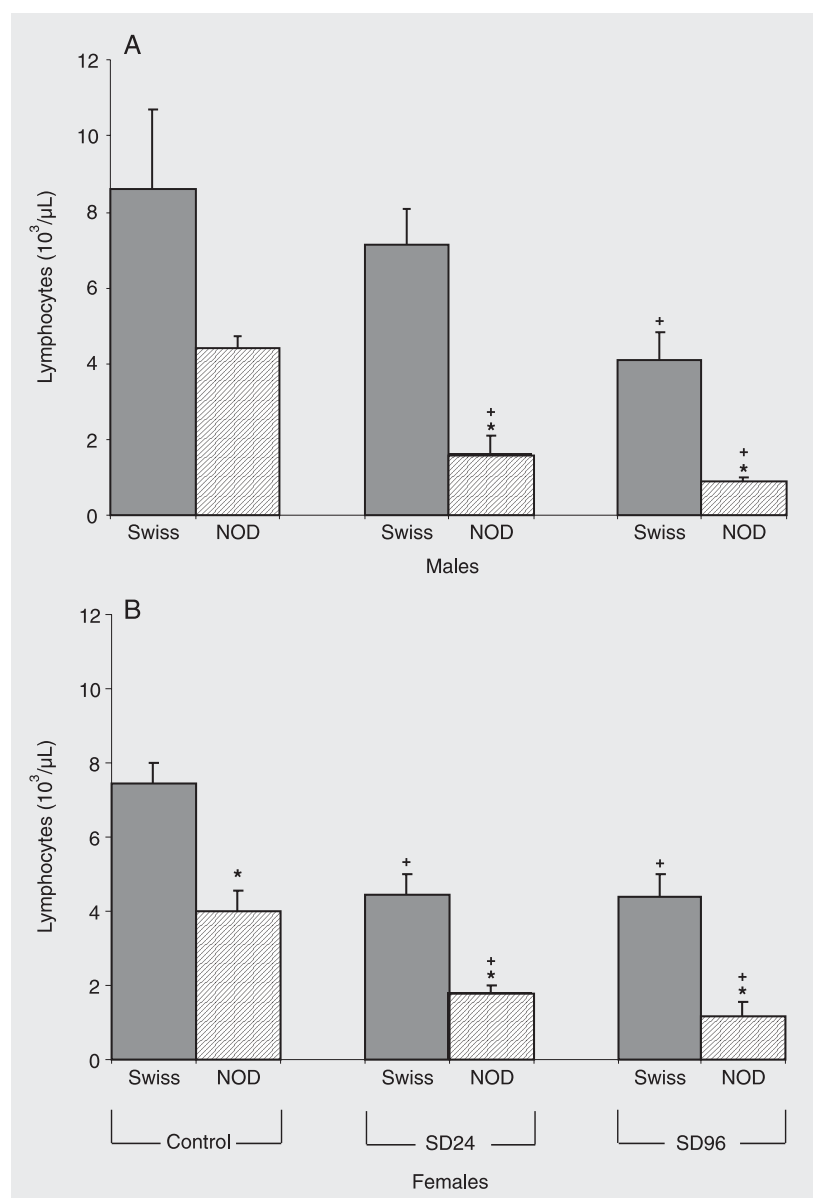 A
12
10
8
6
4
2
0
Lymphocytes (10³/µL)
+
*
+
+
*
Swiss NOD Swiss NOD Swiss NOD
Males
B
12
10
8
6
4
2
0
Lymphocytes (10³/µL)
*
+
+
*
+
+
*
Swiss NOD Swiss NOD Swiss NOD
Control SD24 SD96
Females